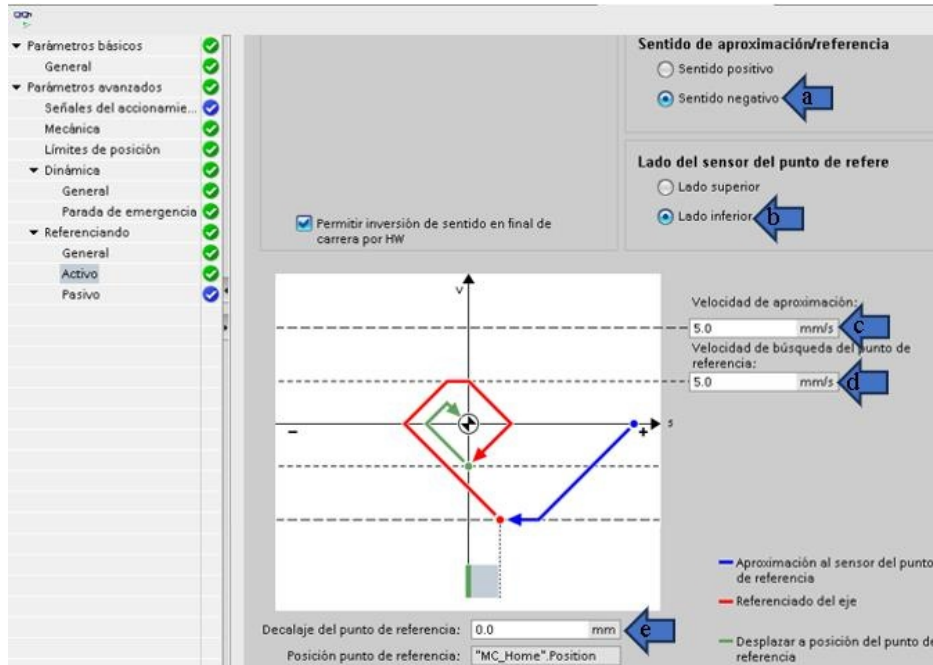 Parámetros básicos
General
Parámetros avanzados
Señales del accionamie...
Mecánica
Límites de posición
Dinámica
General
Parada de emergencia
Referenciando
General
Activo
Pasivo
Sentido de aproximación/referencia
Sentido positivo
Sentido negativo
a
Lado del sensor del punto de refere
Lado superior
Lado inferior
b
Permitir inversión de sentido en final de
carrera por HW
v
s
−
+
Velocidad de aproximación:
5.0 mm/s
c
Velocidad de búsqueda del punto de
referencia:
5.0 mm/s
d
Aproximación al sensor del punto
de referencia
Referenciado del eje
Desplazar a posición del punto de
referencia
Decalaje del punto de referencia: 0.0 mm
e
Posición punto de referencia: "MC_Home".Position